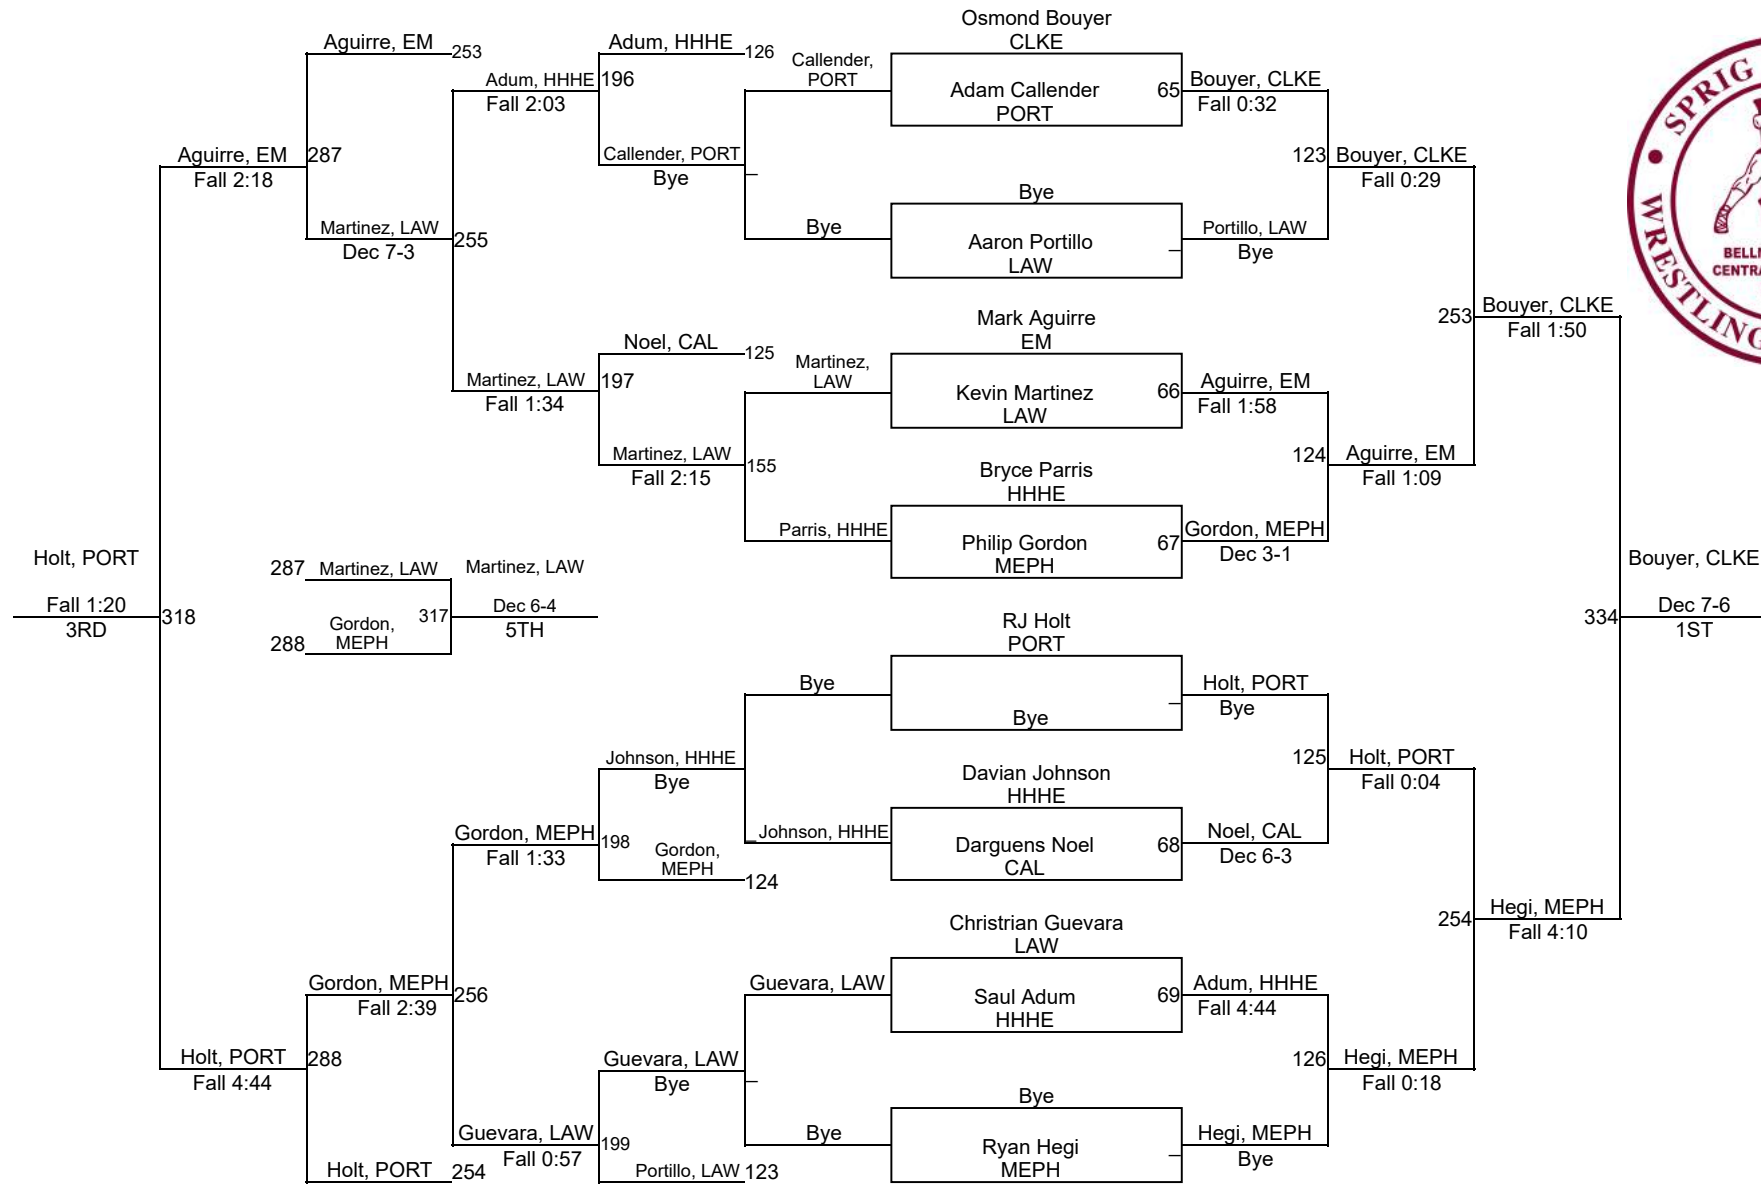 Osmond Bouyer
CLKE
Aguirre, EM
253
Adum, HHHE
126
Callender,
PORT
Adum, HHHE
196
Fall 2:03
Adam Callender
PORT
65
Bouyer, CLKE
Fall 0:32
SPRIG
WRESTLING
BELL
CENTRA
Aguirre, EM
287
Fall 2:18
Callender, PORT
Bye
123
Bouyer, CLKE
Fall 0:29
Bye
Martinez, LAW
Dec 7-3
255
Bye
Aaron Portillo
LAW
Portillo, LAW
Bye
Mark Aguirre
EM
253
Bouyer, CLKE
Fall 1:50
Noel, CAL
125
Martinez,
LAW
Martinez, LAW
197
Fall 1:34
Kevin Martinez
LAW
66
Aguirre, EM
Fall 1:58
Martinez, LAW
Fall 2:15
155
124
Aguirre, EM
Fall 1:09
Bryce Parris
HHHE
Parris, HHHE
Philip Gordon
MEPH
67
Gordon, MEPH
Dec 3-1
Holt, PORT
287
Martinez, LAW
Martinez, LAW
Bouyer, CLKE
Fall 1:20
3RD
318
Gordon,
MEPH
288
317
Dec 6-4
5TH
334
Dec 7-6
1ST
RJ Holt
PORT
Bye
Bye
Holt, PORT
Bye
Johnson, HHHE
Bye
125
Holt, PORT
Fall 0:04
Davian Johnson
HHHE
Gordon, MEPH
Fall 1:33
198
Gordon,
MEPH
124
Johnson, HHHE
Darguens Noel
CAL
68
Noel, CAL
Dec 6-3
254
Hegi, MEPH
Fall 4:10
Christrian Guevara
LAW
Gordon, MEPH
Fall 2:39
256
Guevara, LAW
Saul Adum
HHHE
69
Adum, HHHE
Fall 4:44
Holt, PORT
Fall 4:44
288
Guevara, LAW
Bye
126
Hegi, MEPH
Fall 0:18
Bye
Guevara, LAW
Fall 0:57
199
Bye
Ryan Hegi
MEPH
Hegi, MEPH
Bye
Holt, PORT
254
Portillo, LAW
123